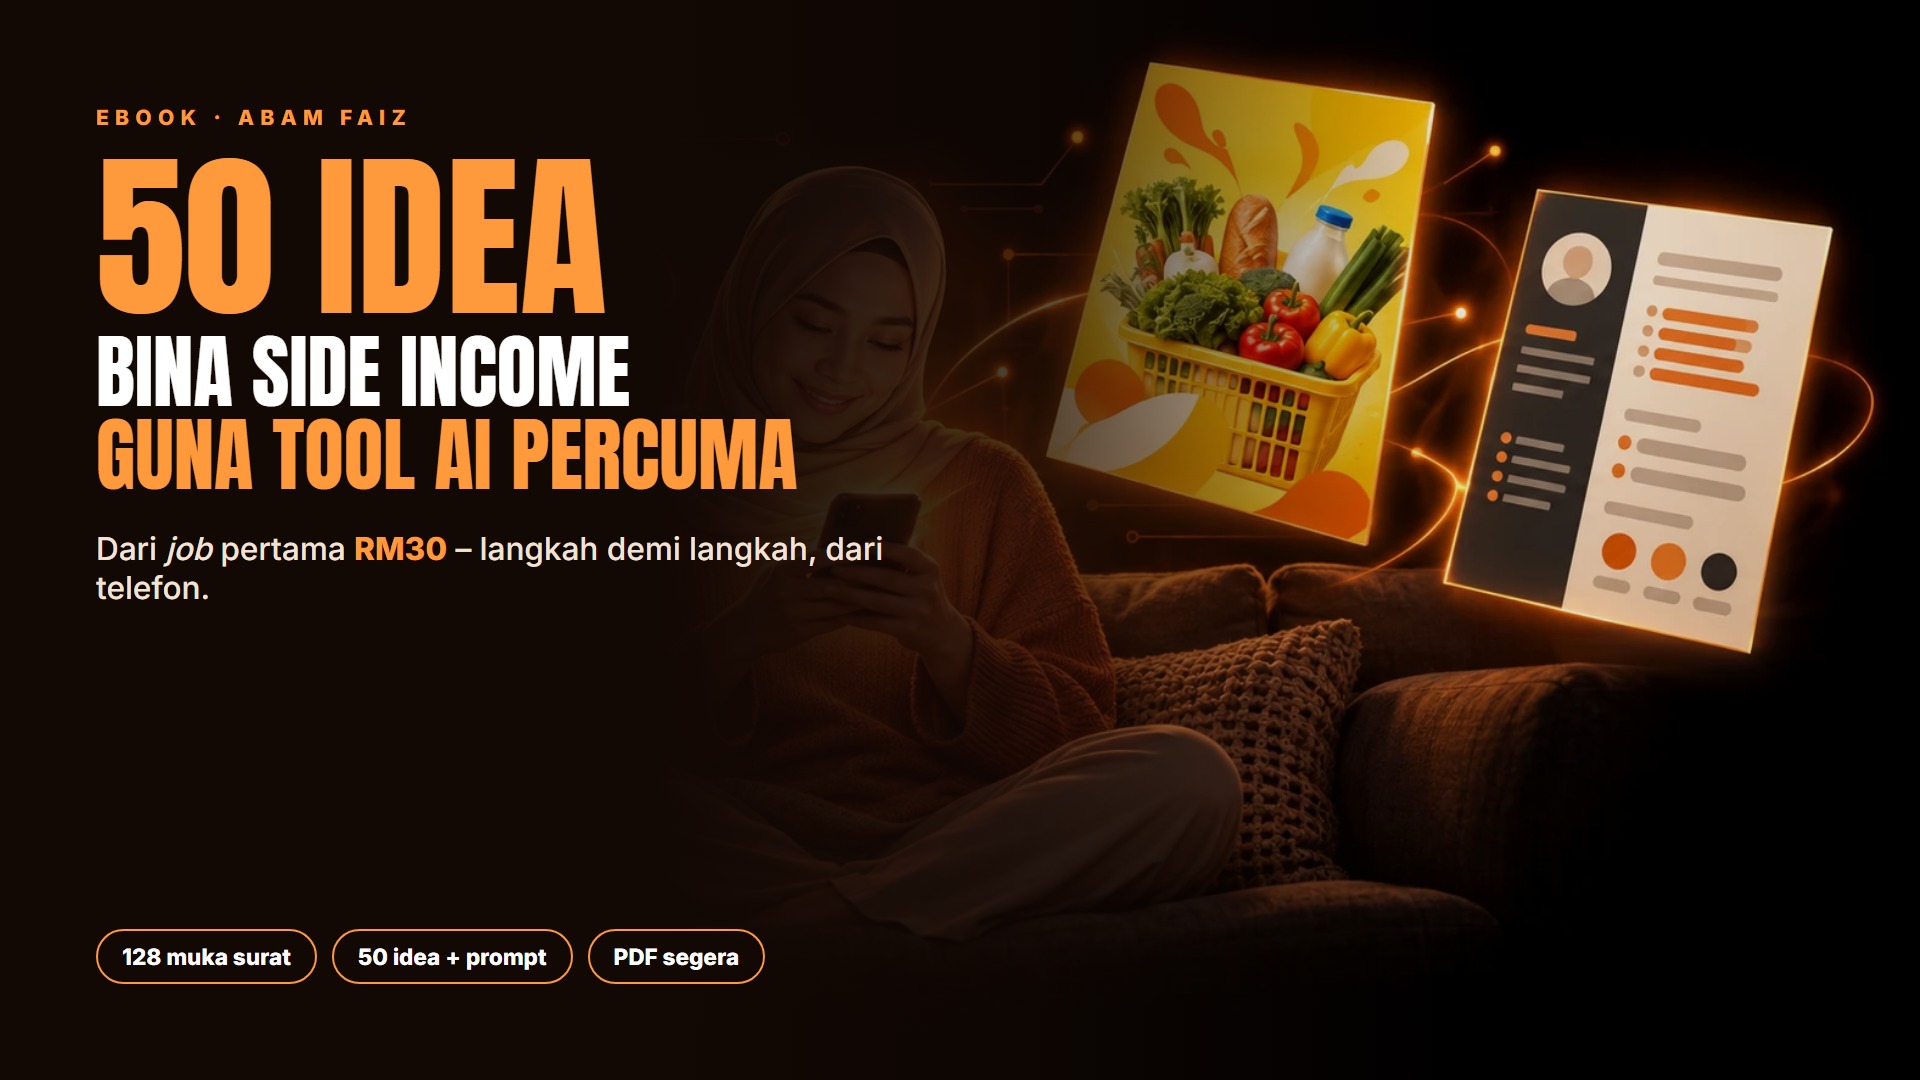 EBOOK · ABAM FAIZ
50 IDEA
BINA SIDE INCOME
GUNA TOOL AI PERCUMA
Dari job pertama RM30 – langkah demi langkah, dari
telefon.
128 muka surat
50 idea + prompt
PDF segera